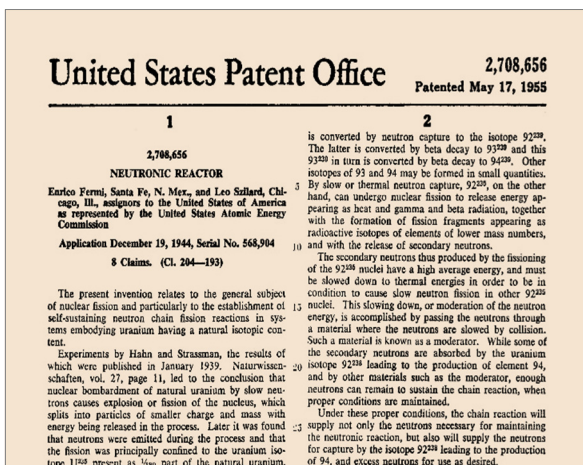 United States Patent Office
2,708,656
Patented May 17, 1955
1
2,708,656
NEUTRONIC REACTOR
Enrico Fermi, Santa Fe, N. Mex., and Leo Szilard, Chi-
cago, Ill., assignors to the United States of America
as represented by the United States Atomic Energy
Commission
Application December 19, 1944, Serial No. 568,904
8 Claims. (Cl. 204—193)
The present invention relates to the general subject
of nuclear fission and particularly to the establishment of
self-sustaining neutron chain fission reactions in sys-
tems embodying uranium having a natural isotopic con-
tent.
Experiments by Hahn and Strassman, the results of
which were published in January 1939. Naturwissen-
schaften, vol. 27, page 11, led to the conclusion that
nuclear bombardment of natural uranium by slow neu-
trons causes explosion or fission of the nucleus, which
splits into particles of smaller charge and mass with
energy being released in the process. Later it was found
that neutrons were emitted during the process and that
the fission was principally confined to the uranium iso-
tope present as part of the natural uranium.
2
is converted by neutron capture to the isotope 92²³⁹.
The latter is converted by beta decay to 93²³⁹ and this
93²³⁹ in turn is converted by beta decay to 94²³⁹. Other
isotopes of 93 and 94 may be formed in small quantities.
5 By slow or thermal neutron capture, 92²³⁵, on the other
hand, can undergo nuclear fission to release energy ap-
pearing as heat and gamma and beta radiation, together
with the formation of fission fragments appearing as
radioactive isotopes of elements of lower mass numbers,
10 and with the release of secondary neutrons.
The secondary neutrons thus produced by the fissioning
of the 92²³⁵ nuclei have a high average energy, and must
be slowed down to thermal energies in order to be in
condition to cause slow neutron fission in other 92²³⁵
15 nuclei. This slowing down, or moderation of the neutron
energy, is accomplished by passing the neutrons through
a material where the neutrons are slowed by collision.
Such a material is known as a moderator. While some of
the secondary neutrons are absorbed by the uranium
20 isotope 92²³⁸ leading to the production of element 94,
and by other materials such as the moderator, enough
neutrons can remain to sustain the chain reaction, when
proper conditions are maintained.
Under these proper conditions, the chain reaction will
25 supply not only the neutrons necessary for maintaining
the neutronic reaction, but also will supply the neutrons
for capture by the isotope 92²³⁸ leading to the production
of 94, and excess neutrons for use as desired.